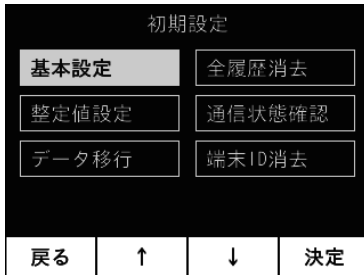 初期設定
基本設定 全履歴消去
整定値設定 通信状態確認
データ移行 端末ID消去
戻る ↑ ↓ 決定